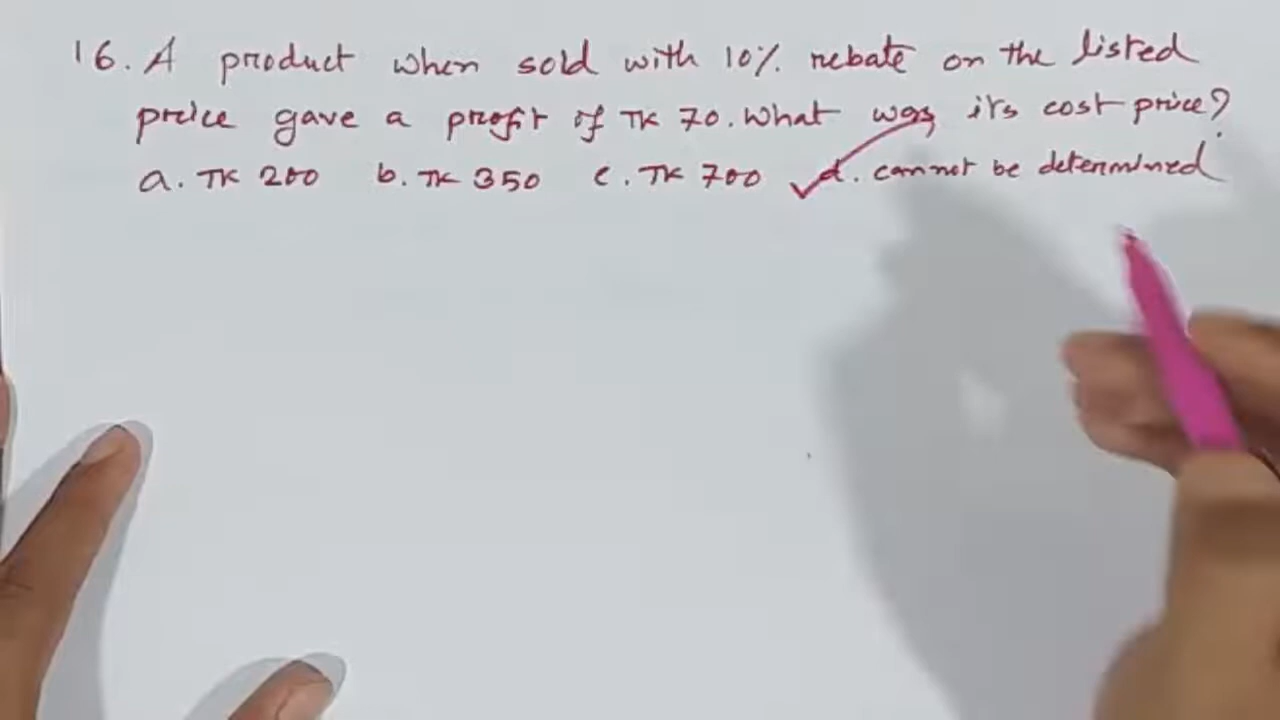 16. A product when sold with 10% rebate on the listed
price gave a profit of TK 70. What was its cost price?
a. TK 200 b. TK 350 c. TK 700 d. cannot be determined